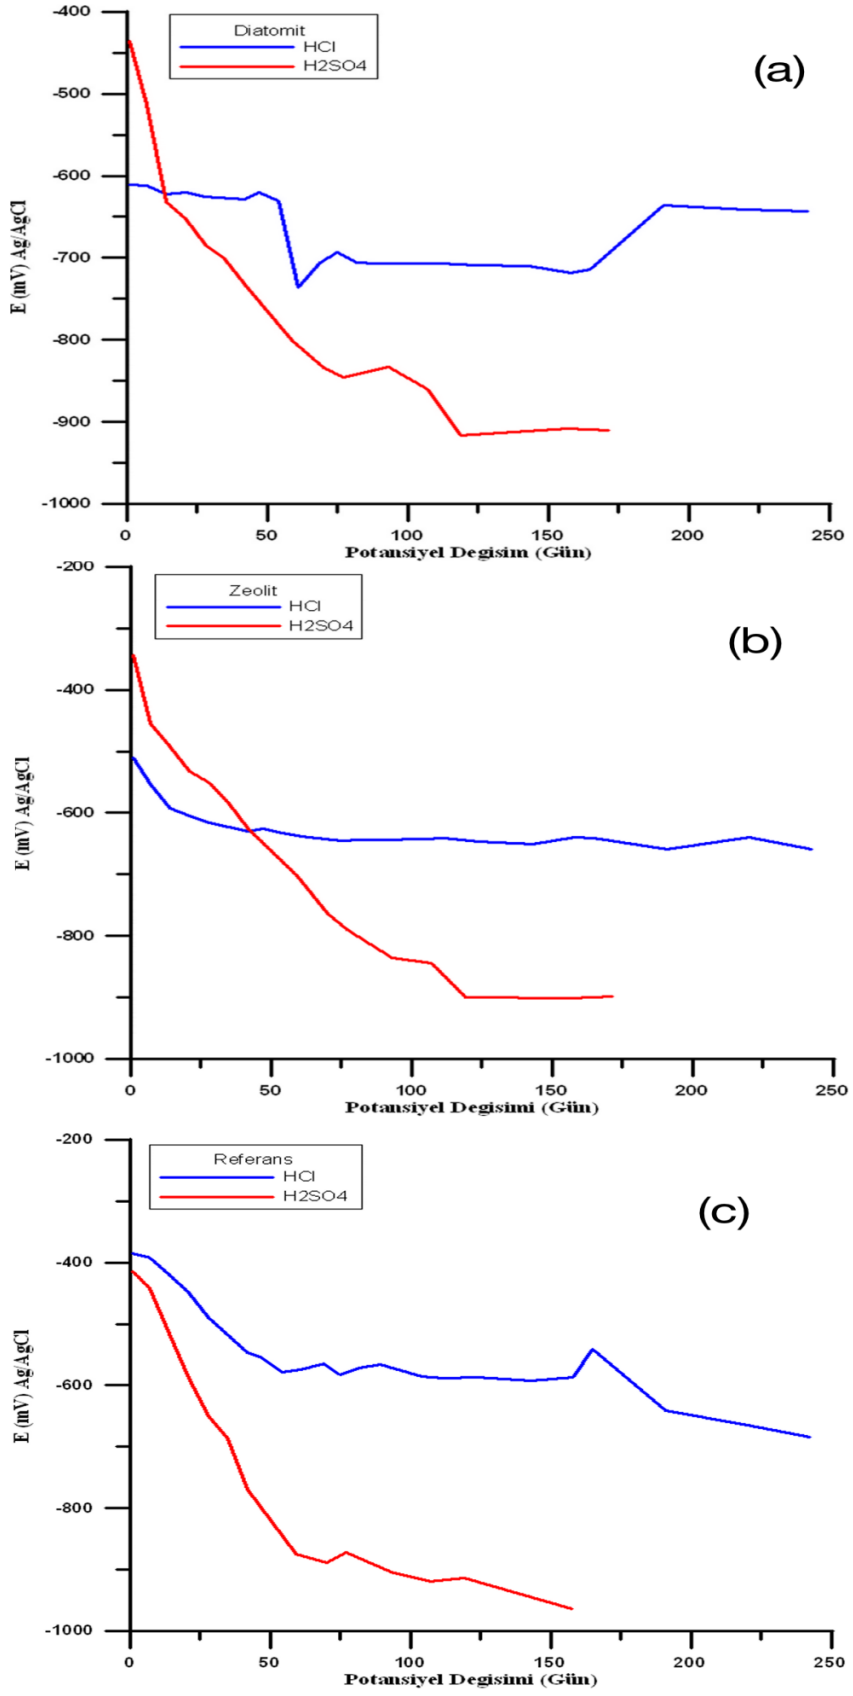 -400
Diatomit
HCl
H2SO4
(a)
-500
-600
-700
-800
-900
-1000
E (mV) Ag/AgCl
0 50 100 150 200 250
Potansiyel Degisim (Gün)
-200
Zeolit
HCl
H2SO4
(b)
-400
-600
-800
-1000
E (mV) Ag/AgCl
0 50 100 150 200 250
Potansiyel Degisimi (Gün)
-200
Referans
HCl
H2SO4
(c)
-400
-600
-800
-1000
E (mV) Ag/AgCl
0 50 100 150 200 250
Potansiyel Degisimi (Gün)